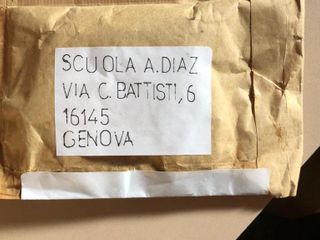 SCUOLA A. DIAZ
VIA C. BATTISTI, 6
16145
GENOVA